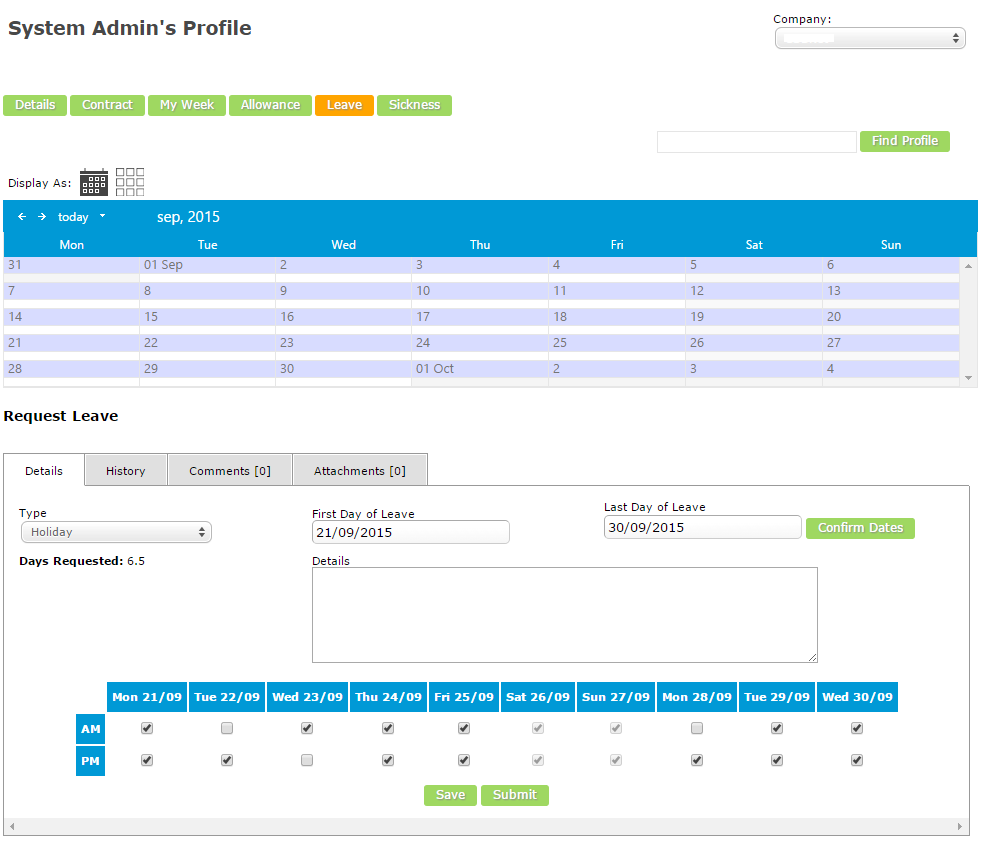 System Admin's Profile
Company:
Details Contract My Week Allowance Leave Sickness
Find Profile
Display As:
today sep, 2015
Mon Tue Wed Thu Fri Sat Sun
31 01 Sep 2 3 4 5 6
7 8 9 10 11 12 13
14 15 16 17 18 19 20
21 22 23 24 25 26 27
28 29 30 01 Oct 2 3 4
Request Leave
Details History Comments [0] Attachments [0]
Type First Day of Leave Last Day of Leave
Holiday 21/09/2015 30/09/2015 Confirm Dates
Days Requested: 6.5 Details
Mon 21/09 Tue 22/09 Wed 23/09 Thu 24/09 Fri 25/09 Sat 26/09 Sun 27/09 Mon 28/09 Tue 29/09 Wed 30/09
AM
PM
Save Submit